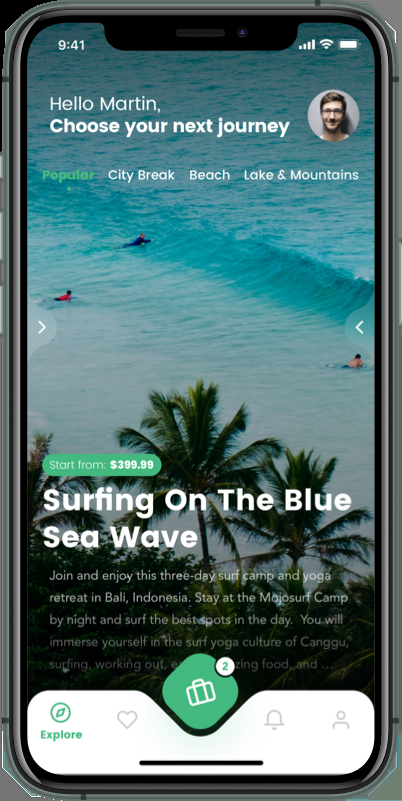 9:41
Hello Martin,
Choose your next journey
Popular City Break Beach Lake & Mountains
Start from: $399.99
Surfing On The Blue
Sea Wave
Join and enjoy this three-day surf camp and yoga
retreat in Bali, Indonesia. Stay at the Mojosurf Camp
by night and surf the best spots in the day. You will
immerse yourself in the surf yoga culture of Canggu,
surfing, working out, zing food, and ...
2
Explore